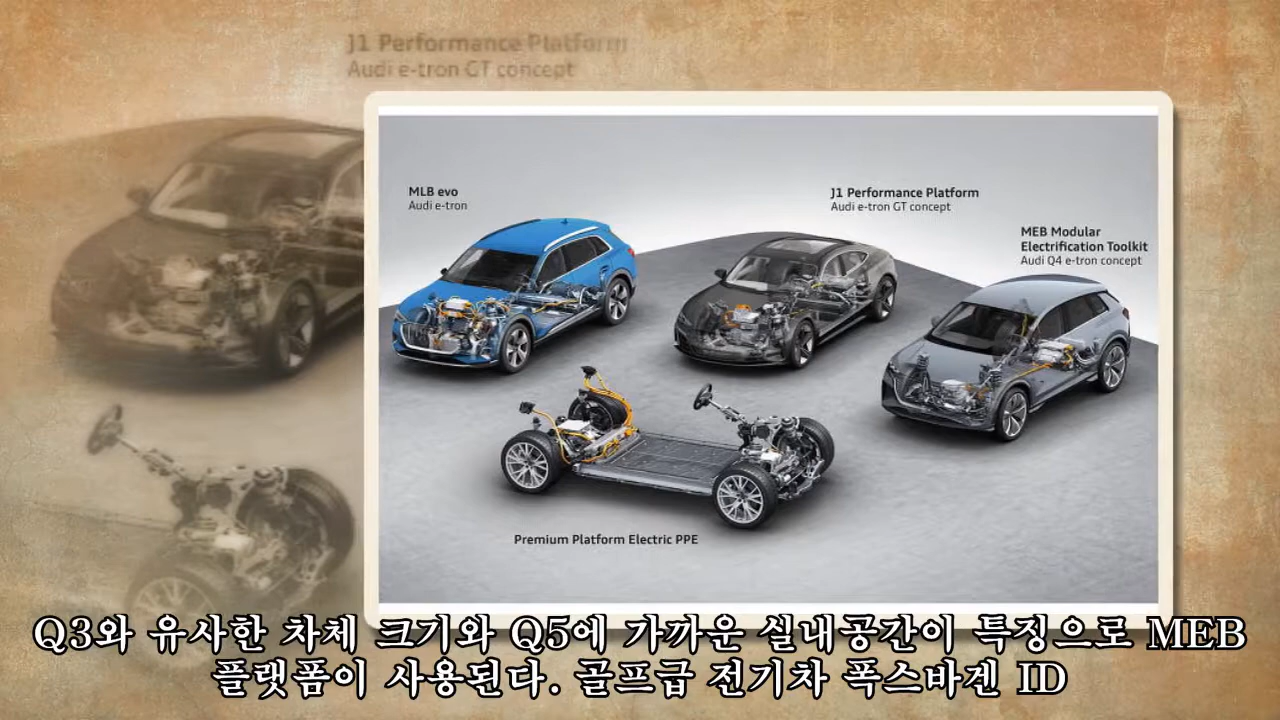 J1 Performance Platform
Audi e-tron GT concept
MLB evo
Audi e-tron
J1 Performance Platform
Audi e-tron GT concept
MEB Modular
Electrification Toolkit
Audi Q4 e-tron concept
Premium Platform Electric PPE
Q3와 유사한 차체 크기와 Q5에 가까운 실내공간이 특징으로 MEB
플랫폼이 사용된다. 골프급 전기차 폭스바겐 ID